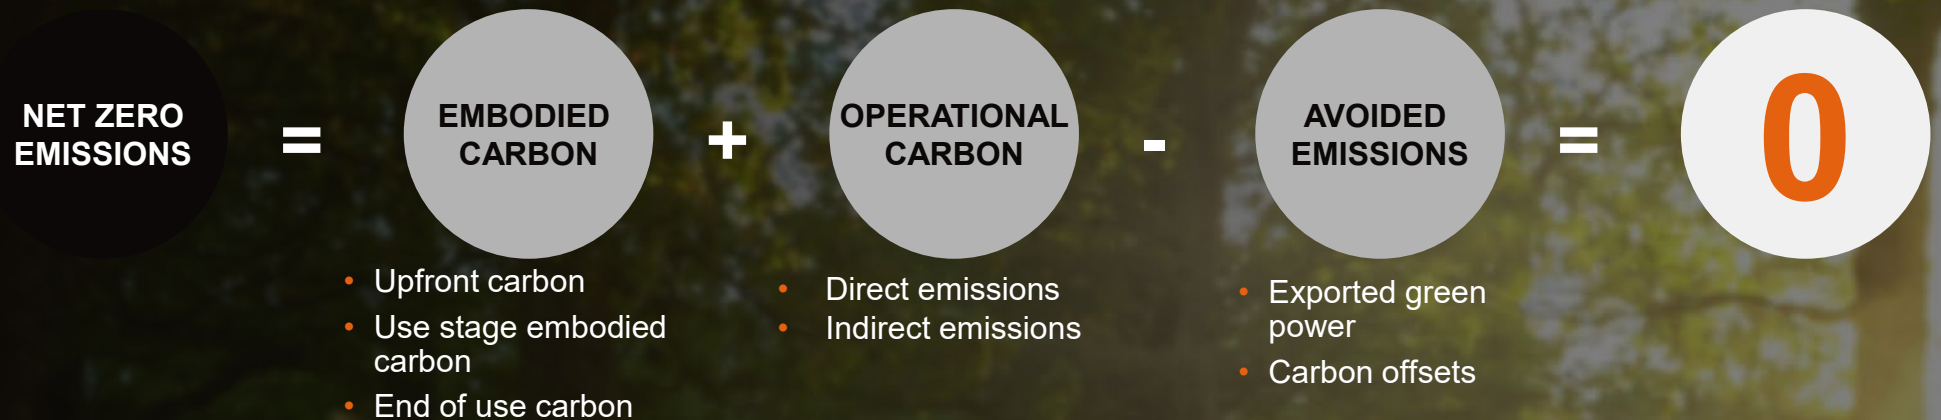 NET ZERO
EMISSIONS
=
EMBODIED
CARBON
+
OPERATIONAL
CARBON
-
AVOIDED
EMISSIONS
=
0
• Upfront carbon
• Use stage embodied
carbon
• End of use carbon
• Direct emissions
• Indirect emissions
• Exported green
power
• Carbon offsets